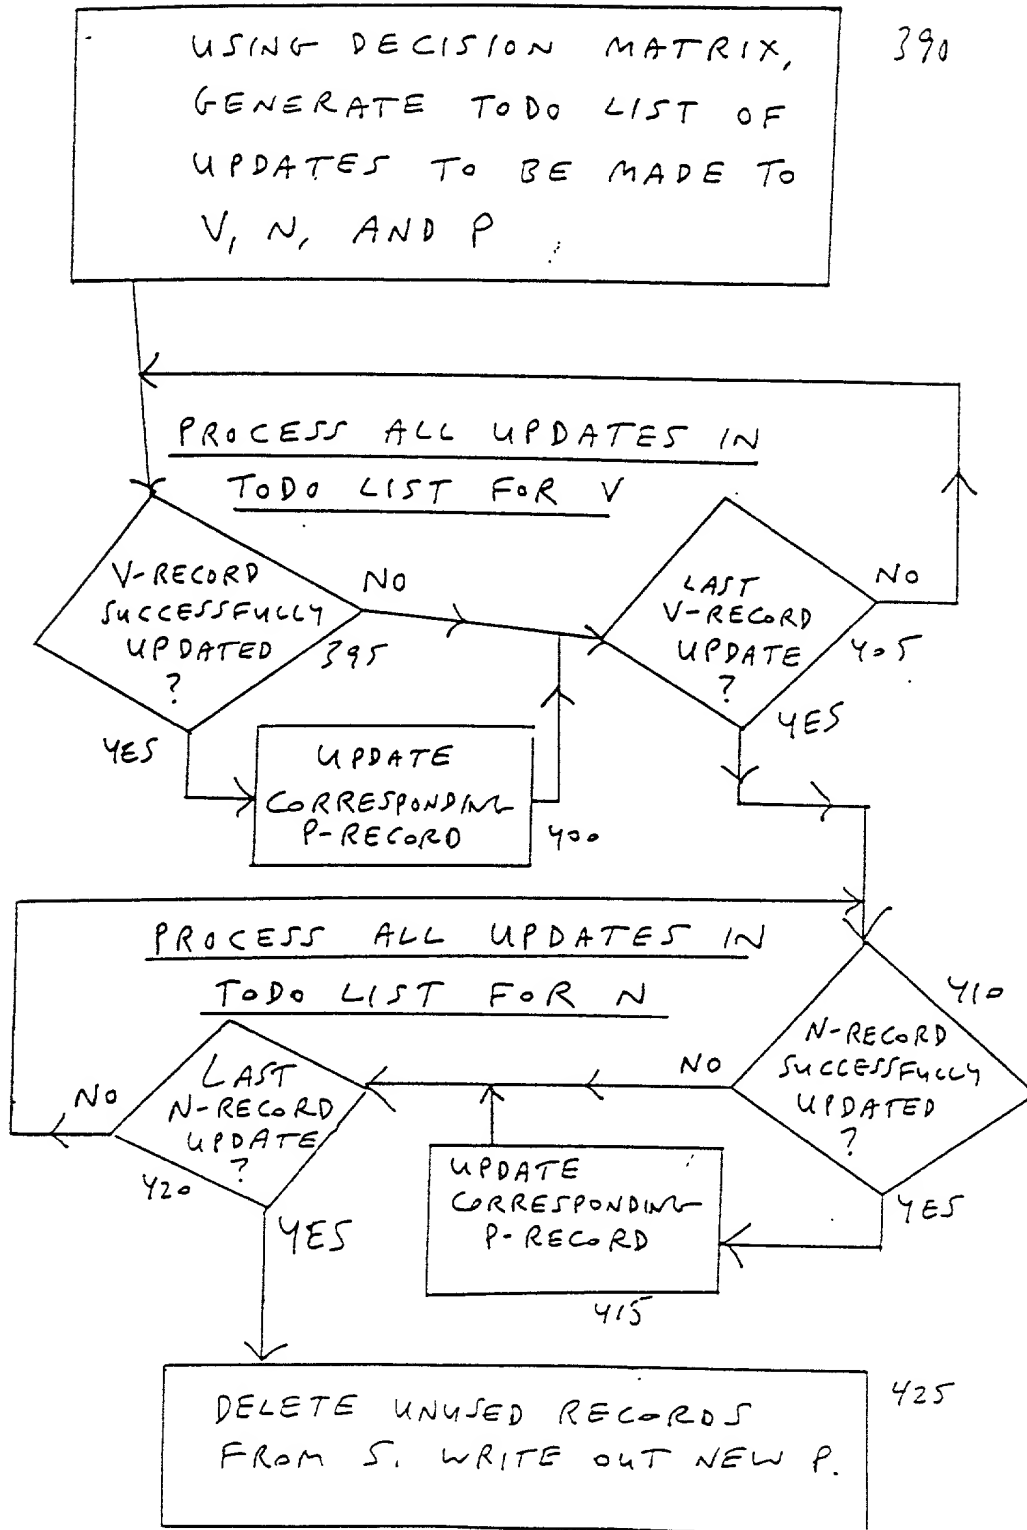 USING DECISION MATRIX,
GENERATE TODO LIST OF
UPDATES TO BE MADE TO
V, N, AND P
390
PROCESS ALL UPDATES IN
TODO LIST FOR V
V-RECORD
SUCCESSFULLY
UPDATED
?
395
NO
YES
UPDATE
CORRESPONDING
P-RECORD
400
LAST
V-RECORD
UPDATE
?
405
NO
YES
PROCESS ALL UPDATES IN
TODO LIST FOR N
410
N-RECORD
SUCCESSFULLY
UPDATED
?
NO
YES
UPDATE
CORRESPONDING
P-RECORD
415
LAST
N-RECORD
UPDATE
?
NO
420
YES
DELETE UNUSED RECORDS
FROM S. WRITE OUT NEW P.
425